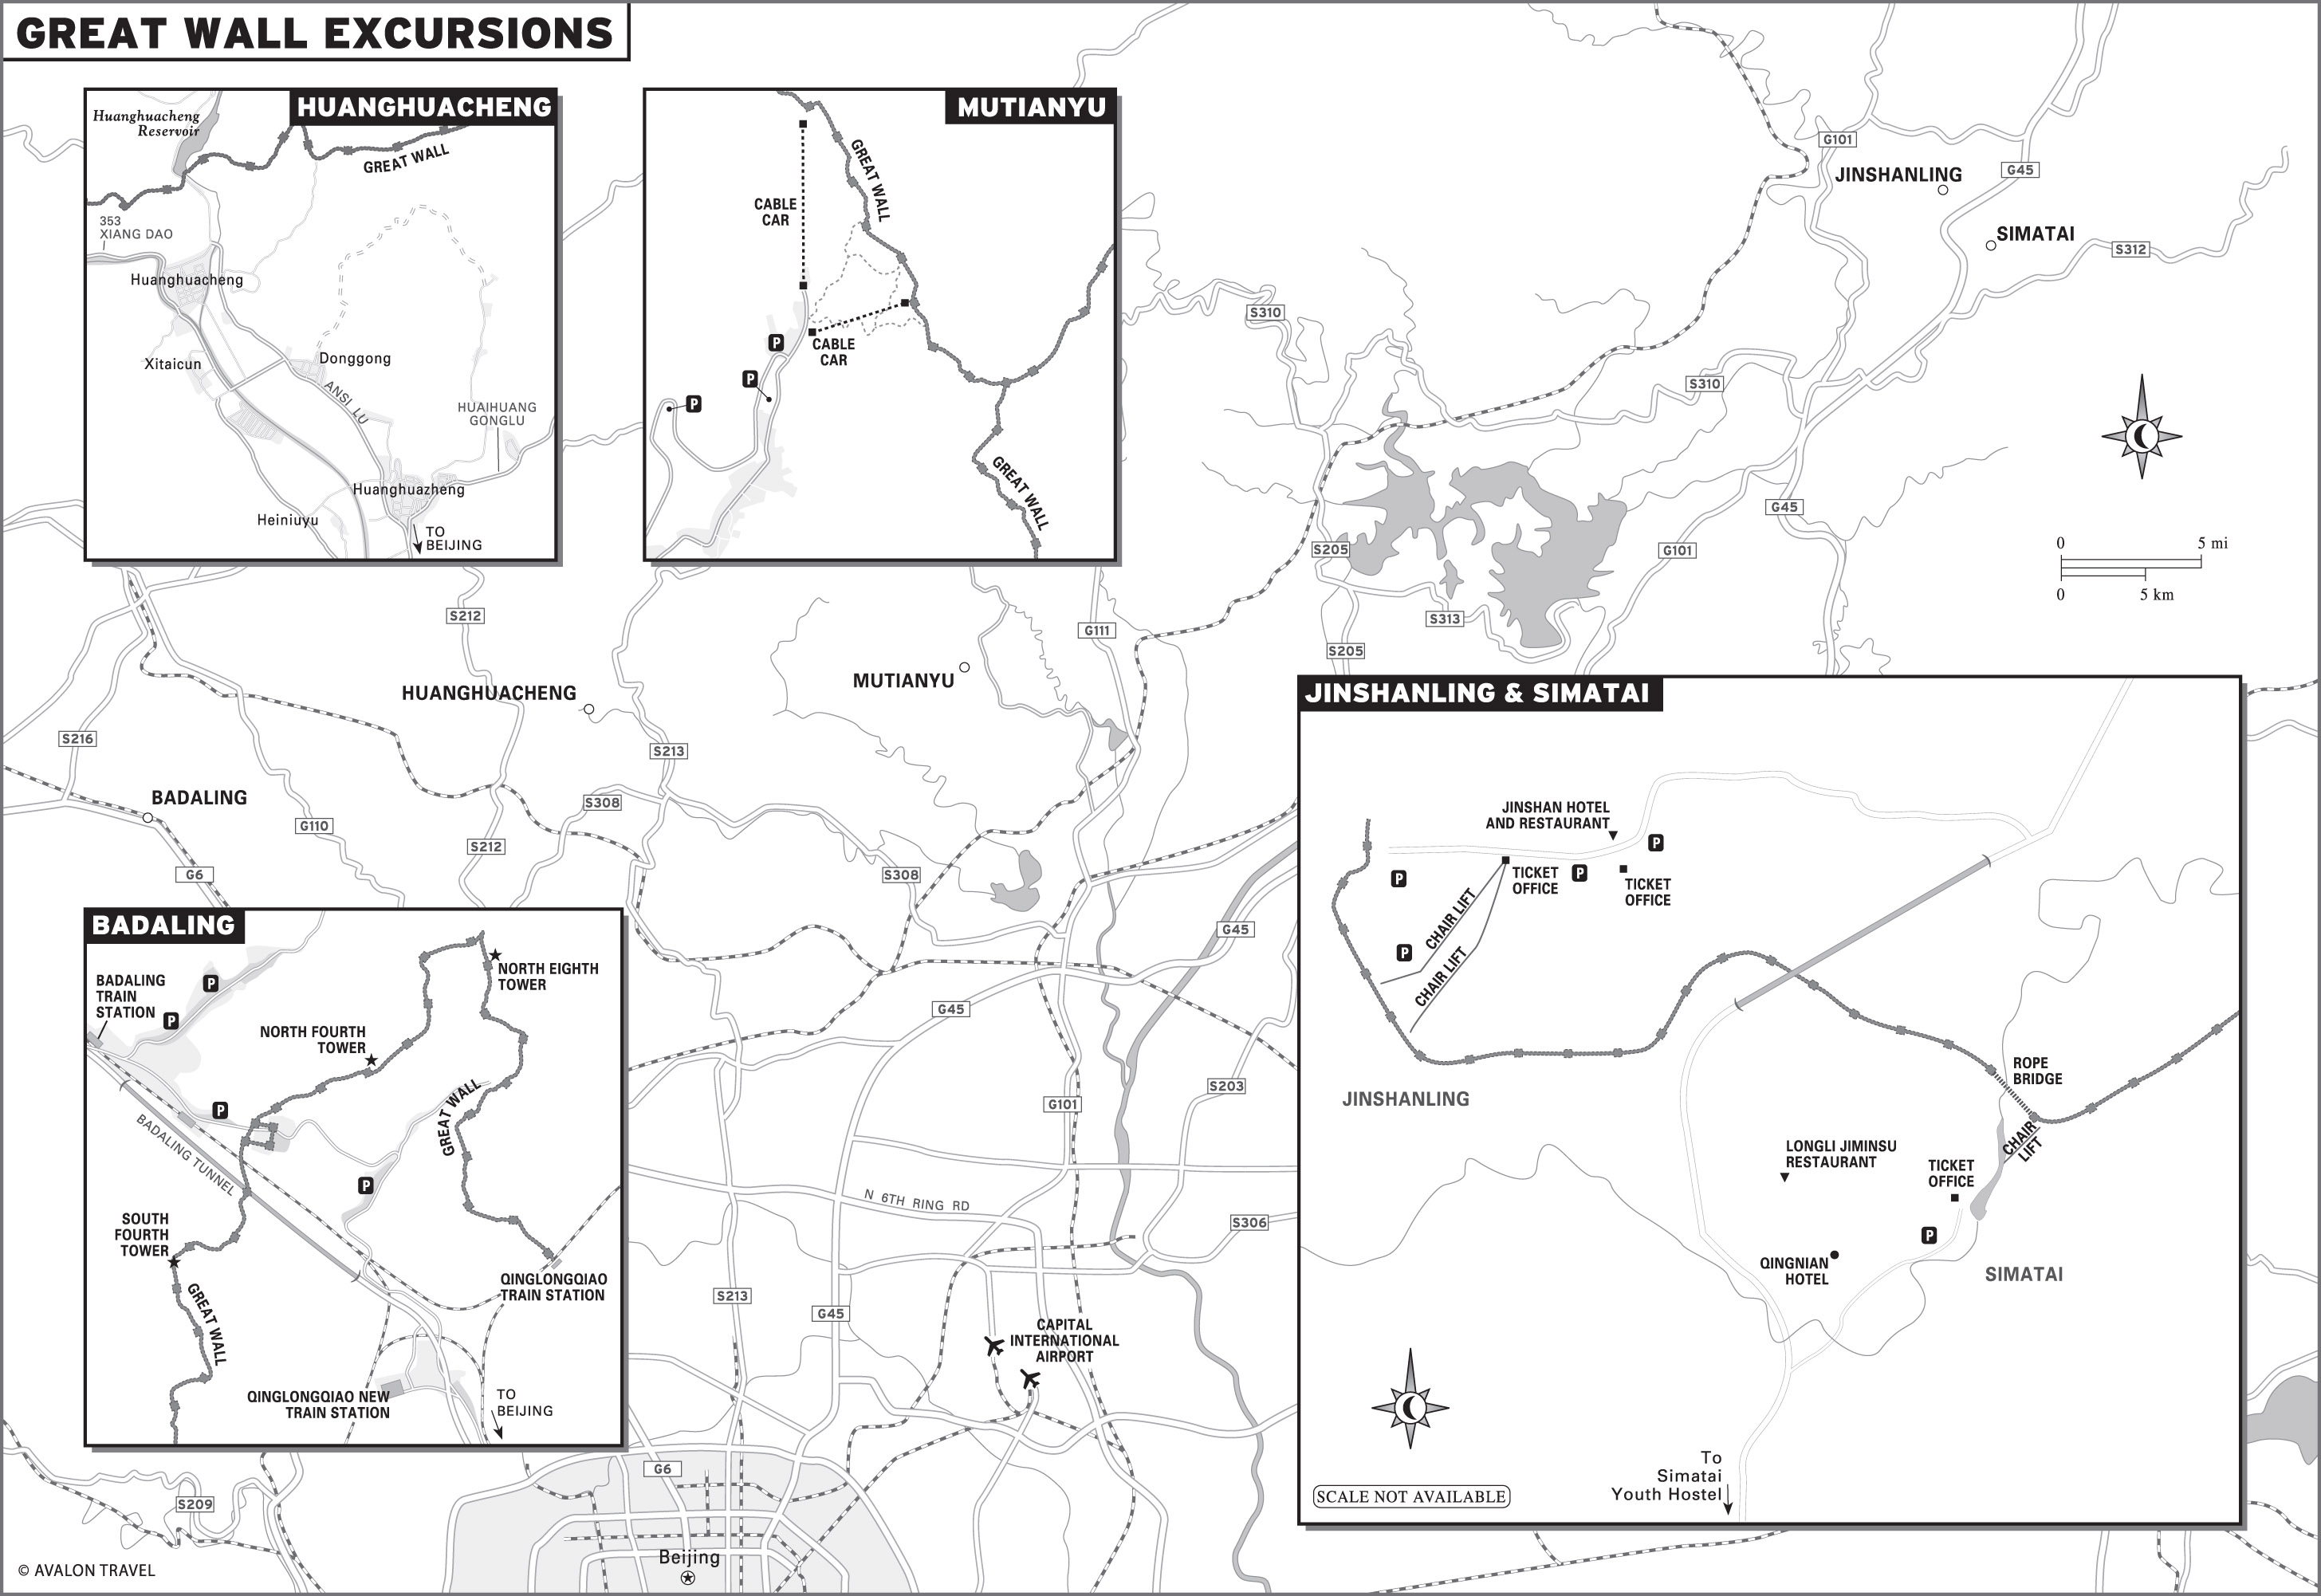 GREAT WALL EXCURSIONS
HUANGHUACHENG
Huanghuacheng
Reservoir
GREAT WALL
353
XIANG DAO
Huanghuacheng
Xitaicun
Donggong
ANSI LU
HUAIHUANG
GONGLU
Huanghuazheng
Heiniuyu
TO
BEIJING
MUTIANYU
GREAT WALL
CABLE
CAR
CABLE
CAR
P
P
P
GREAT WALL
G101
JINSHANLING
G45
SIMATAI
S312
S310
S310
G45
S205
G101
S313
S205
0
5 mi
0
5 km
S212
G111
MUTIANYU
HUANGHUACHENG
S216
S213
BADALING
S308
G110
S212
G6
S308
G45
G45
S203
G101
N 6TH RING RD
S306
S213
G45
CAPITAL
INTERNATIONAL
AIRPORT
G6
S209
Beijing
BADALING
BADALING
TRAIN
STATION
P
P
NORTH EIGHTH
TOWER
NORTH FOURTH
TOWER
P
GREAT WALL
BADALING TUNNEL
P
SOUTH
FOURTH
TOWER
GREAT WALL
QINGLONGQIAO
TRAIN STATION
QINGLONGQIAO NEW
TRAIN STATION
TO
BEIJING
JINSHANLING & SIMATAI
JINSHAN HOTEL
AND RESTAURANT
P
P
TICKET
OFFICE
P
TICKET
OFFICE
CHAIR LIFT
P
CHAIR LIFT
JINSHANLING
ROPE
BRIDGE
CHAIR
LIFT
LONGLI JIMINSU
RESTAURANT
TICKET
OFFICE
P
QINGNIAN
HOTEL
SIMATAI
To
Simatai
Youth Hostel
SCALE NOT AVAILABLE
© AVALON TRAVEL